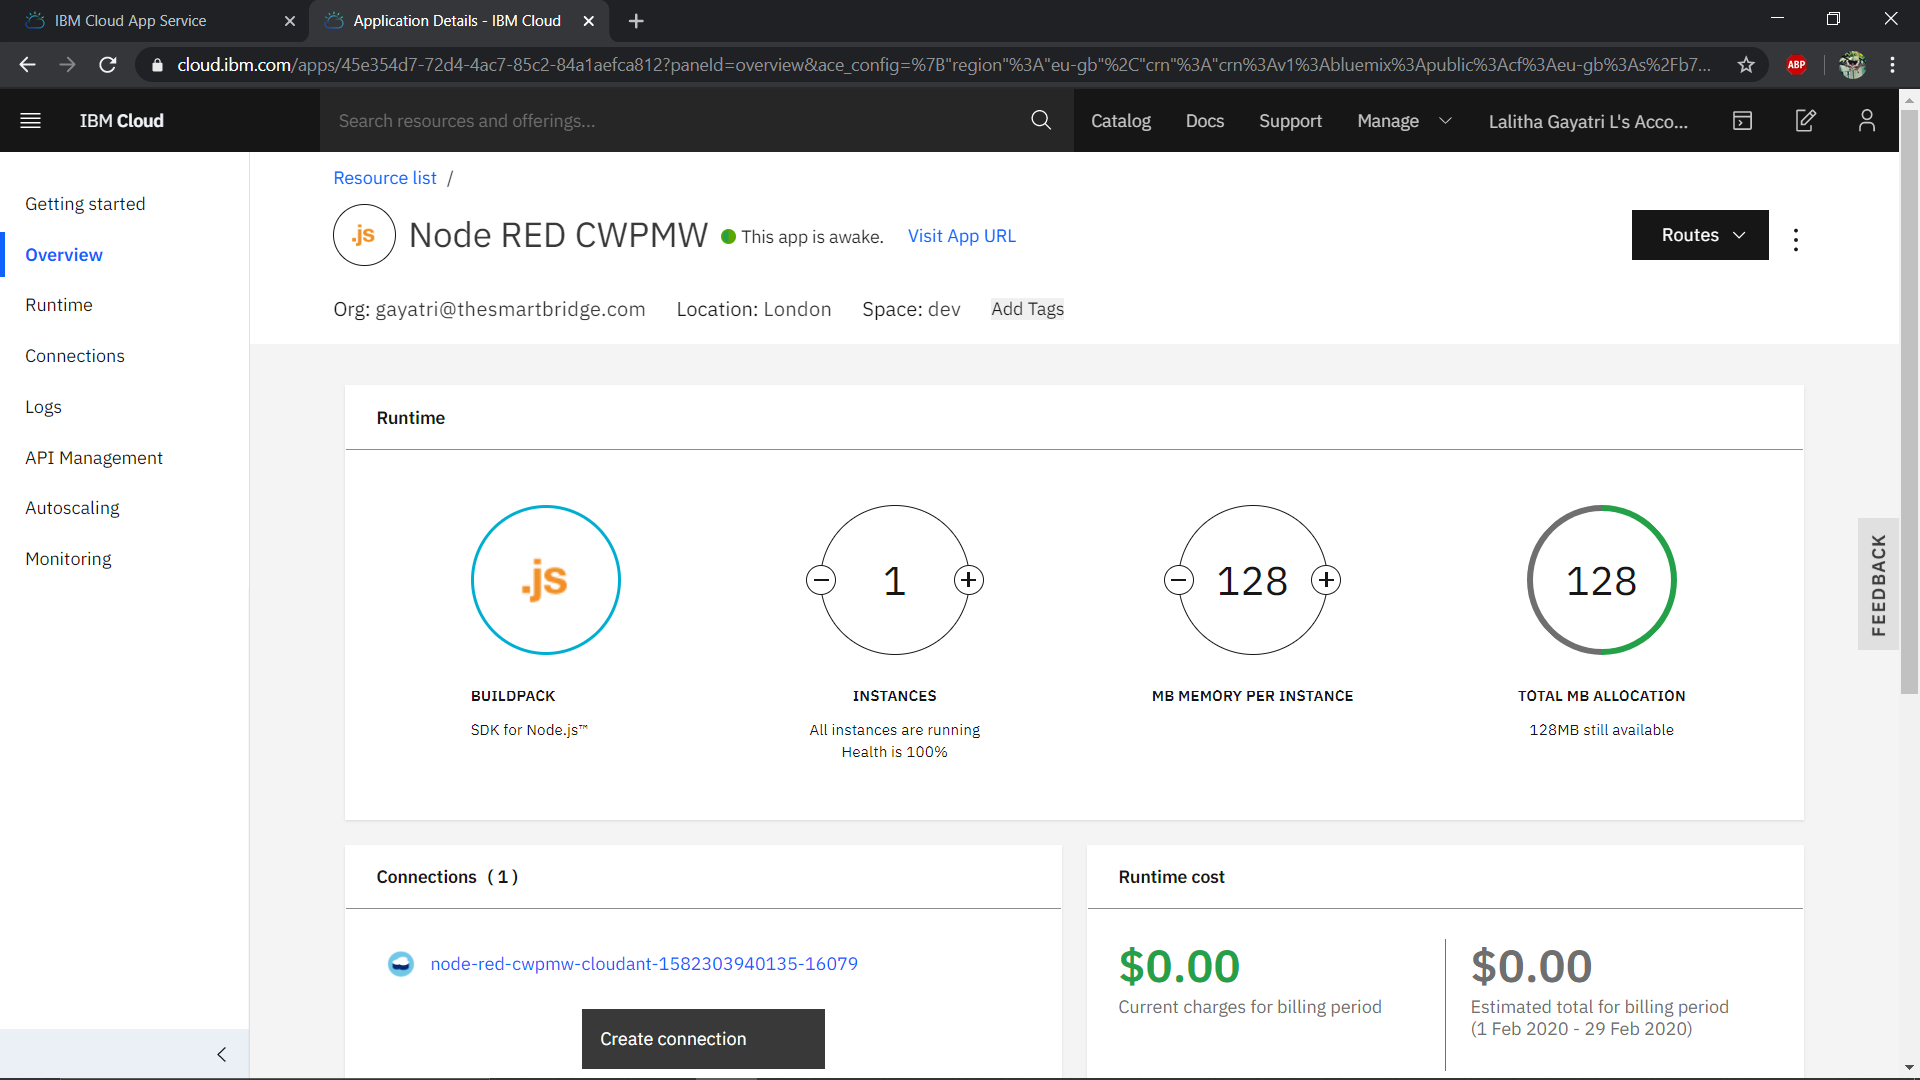 IBM Cloud App Service
Application Details - IBM Cloud
cloud.ibm.com/apps/45e354d7-72d4-4ac7-85c2-84a1aefca812?paneId=overview&ace_config=%7B"region"%3A"eu-gb"%2C"crn"%3A"crn%3Av1%3Abluemix%3Apublic%3Acf%3Aeu-gb%3As%2Fb7...
ABP
IBM Cloud
Search resources and offerings...
Catalog
Docs
Support
Manage
Lalitha Gayatri L's Acco...
Getting started
Overview
Runtime
Connections
Logs
API Management
Autoscaling
Monitoring
Resource list /
.js
Node RED CWPMW
This app is awake.
Visit App URL
Routes
Org: gayatri@thesmartbridge.com
Location: London
Space: dev
Add Tags
Runtime
.js
1
128
128
BUILDPACK
INSTANCES
MB MEMORY PER INSTANCE
TOTAL MB ALLOCATION
SDK for Node.js™
All instances are running
Health is 100%
128MB still available
FEEDBACK
Connections (1)
node-red-cwpmw-cloudant-1582303940135-16079
Create connection
Runtime cost
$0.00
Current charges for billing period
$0.00
Estimated total for billing period
(1 Feb 2020 - 29 Feb 2020)